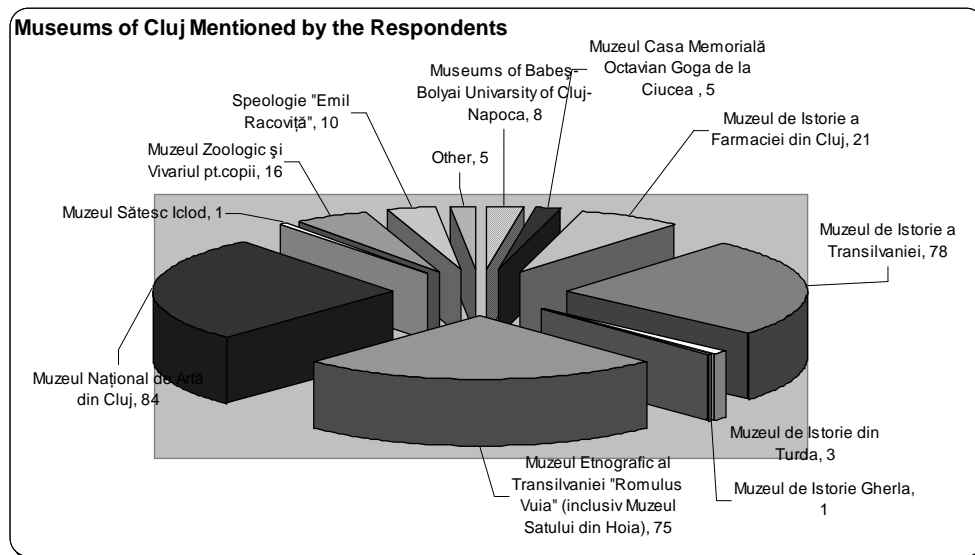 Museums of Cluj Mentioned by the Respondents
Muzeul Casa Memorială
Octavian Goga de la
Ciucea , 5
Museums of Babeş-
Bolyai Univarsity of Cluj-
Napoca, 8
Speologie "Emil
Racoviță", 10
Muzeul de Istorie a
Farmaciei din Cluj, 21
Muzeul Zoologic şi
Vivariul pt.copii, 16
Other, 5
Muzeul Sătesc Iclod, 1
Muzeul de Istorie a
Transilvaniei, 78
Muzeul Național de Artă
din Cluj, 84
Muzeul de Istorie din
Turda, 3
Muzeul Etnografic al
Transilvaniei "Romulus
Vuia" (inclusiv Muzeul
Satului din Hoia), 75
Muzeul de Istorie Gherla,
1